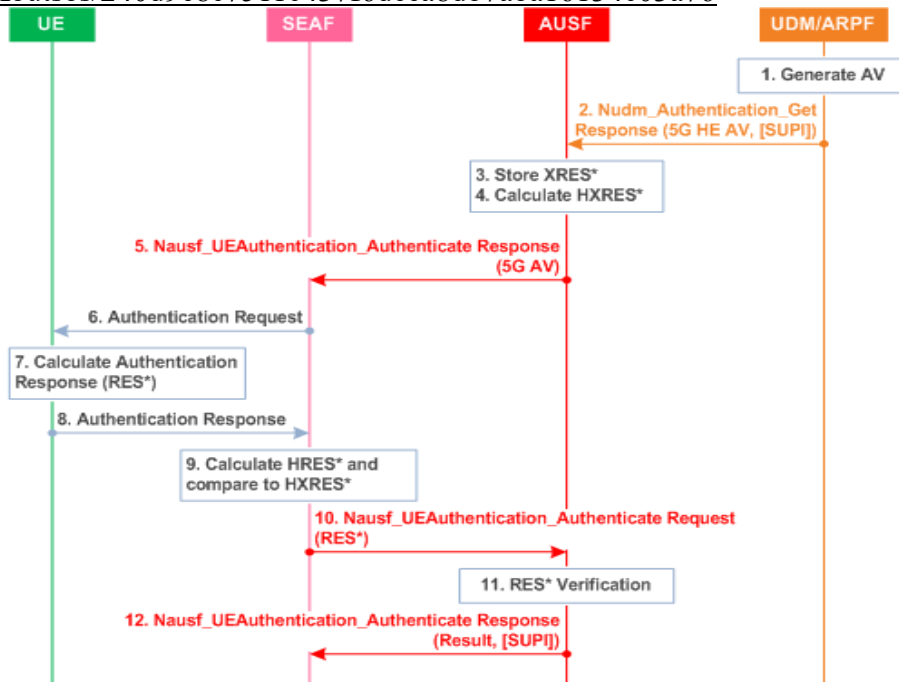 UE
SEAF
AUSF
UDM/ARPF
1. Generate AV
2. Nudm_Authentication_Get
Response (5G HE AV, [SUPI])
3. Store XRES*
4. Calculate HXRES*
5. Nausf_UEAuthentication_Authenticate Response
(5G AV)
6. Authentication Request
7. Calculate Authentication
Response (RES*)
8. Authentication Response
9. Calculate HRES* and
compare to HXRES*
10. Nausf_UEAuthentication_Authenticate Request
(RES*)
11. RES* Verification
12. Nausf_UEAuthentication_Authenticate Response
(Result, [SUPI])